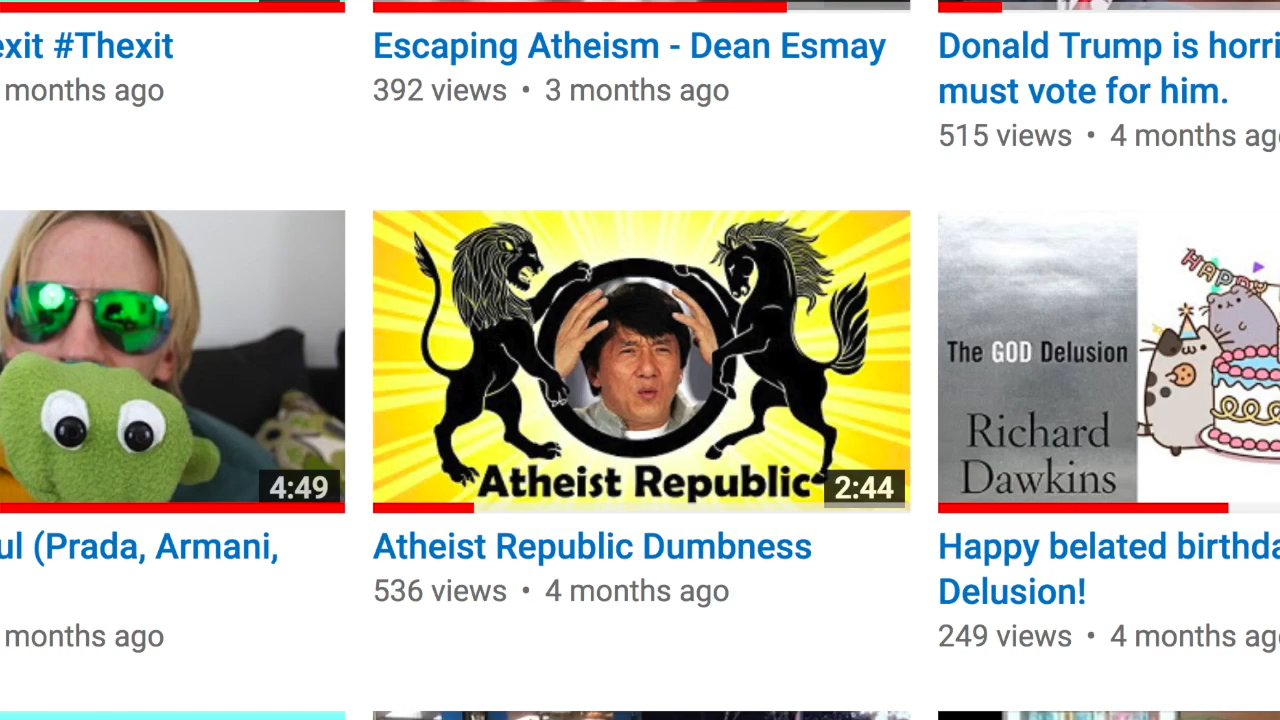 exit #Thexit
months ago
Escaping Atheism - Dean Esmay
392 views • 3 months ago
Donald Trump is horri
must vote for him.
515 views • 4 months ag
4:49
ul (Prada, Armani,
months ago
Atheist Republic
2:44
Atheist Republic Dumbness
536 views • 4 months ago
HAPPY
The GOD Delusion
Richard
Dawkins
Happy belated birthda
Delusion!
249 views • 4 months ag